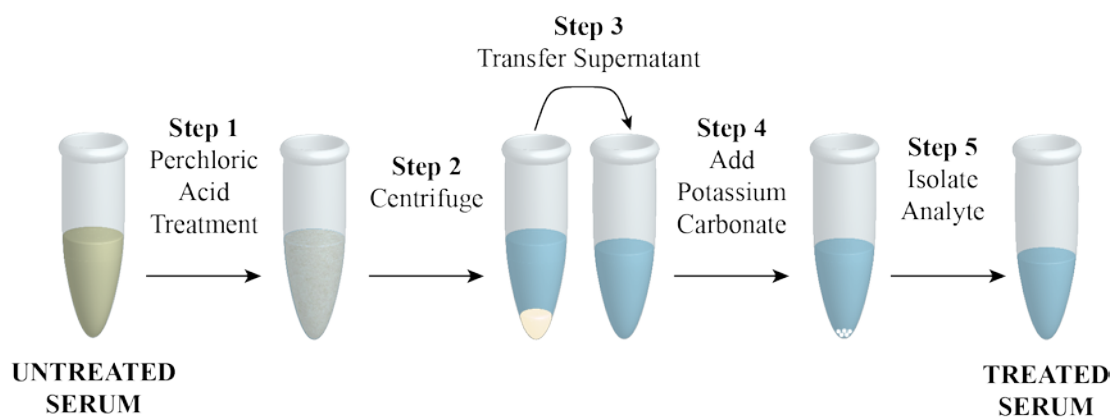 Step 3
Transfer Supernatant
Step 1
Perchloric
Acid
Treatment
Step 2
Centrifuge
Step 4
Add
Potassium
Carbonate
Step 5
Isolate
Analyte
UNTREATED
SERUM
TREATED
SERUM